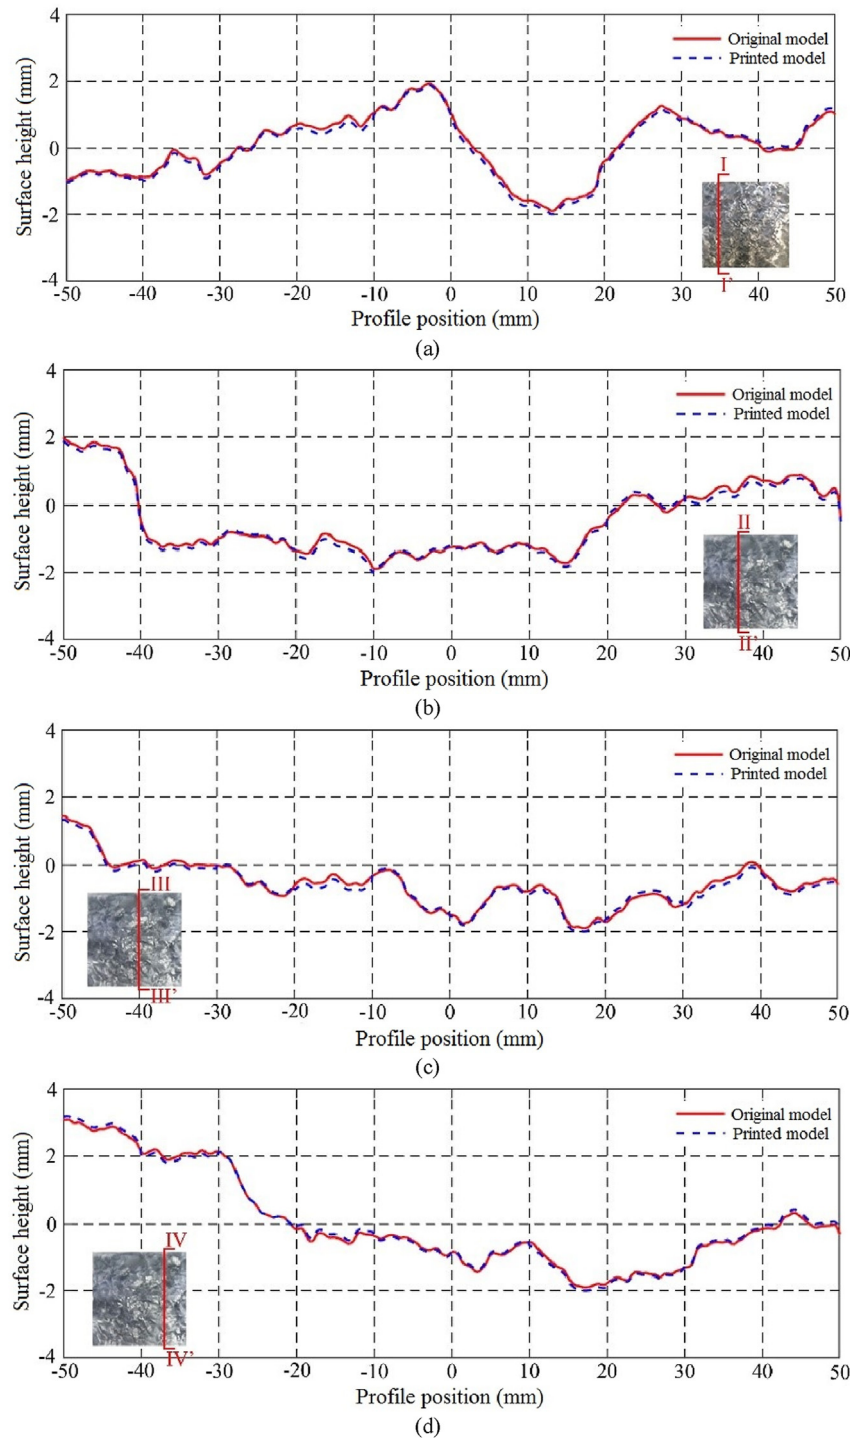 4
2
0
-2
-4
Surface height (mm)
Original model
Printed model
I
I'
-50 -40 -30 -20 -10 0 10 20 30 40 50
Profile position (mm)
(a)
4
2
0
-2
-4
Surface height (mm)
Original model
Printed model
II
II'
-50 -40 -30 -20 -10 0 10 20 30 40 50
Profile position (mm)
(b)
4
2
0
-2
-4
Surface height (mm)
Original model
Printed model
III
III'
-50 -40 -30 -20 -10 0 10 20 30 40 50
Profile position (mm)
(c)
4
2
0
-2
-4
Surface height (mm)
Original model
Printed model
IV
IV'
-50 -40 -30 -20 -10 0 10 20 30 40 50
Profile position (mm)
(d)